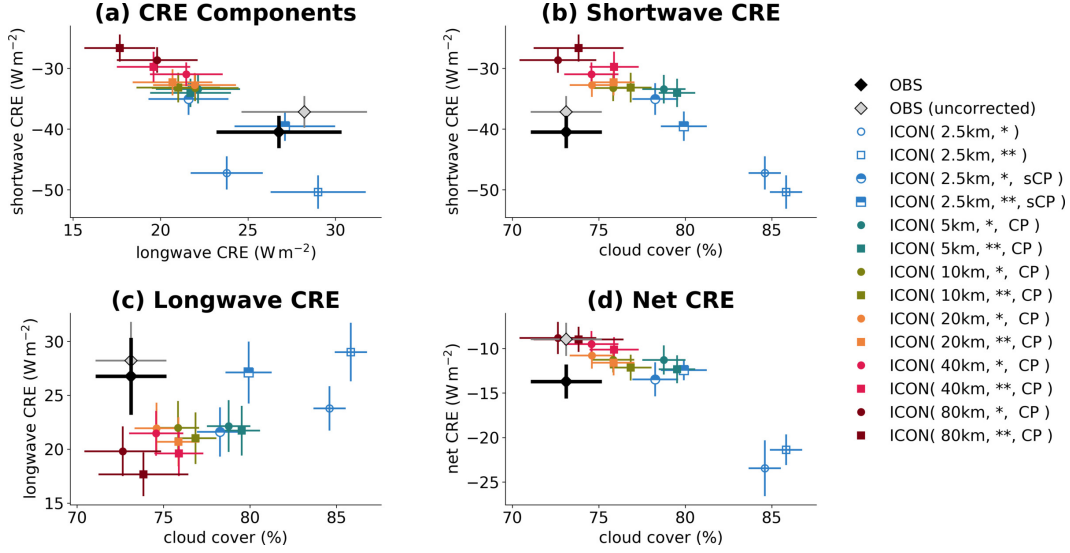 (a) CRE Components
shortwave CRE (W m−2)
−30
−40
−50
15
20
25
30
longwave CRE (W m−2)
(b) Shortwave CRE
shortwave CRE (W m−2)
−30
−40
−50
70
75
80
85
cloud cover (%)
(c) Longwave CRE
longwave CRE (W m−2)
30
25
20
15
70
75
80
85
cloud cover (%)
(d) Net CRE
net CRE (W m−2)
−10
−15
−20
−25
70
75
80
85
cloud cover (%)
OBS
OBS (uncorrected)
ICON( 2.5km, * )
ICON( 2.5km, ** )
ICON( 2.5km, *, sCP )
ICON( 2.5km, **, sCP )
ICON( 5km, *, CP )
ICON( 5km, **, CP )
ICON( 10km, *, CP )
ICON( 10km, **, CP )
ICON( 20km, *, CP )
ICON( 20km, **, CP )
ICON( 40km, *, CP )
ICON( 40km, **, CP )
ICON( 80km, *, CP )
ICON( 80km, **, CP )